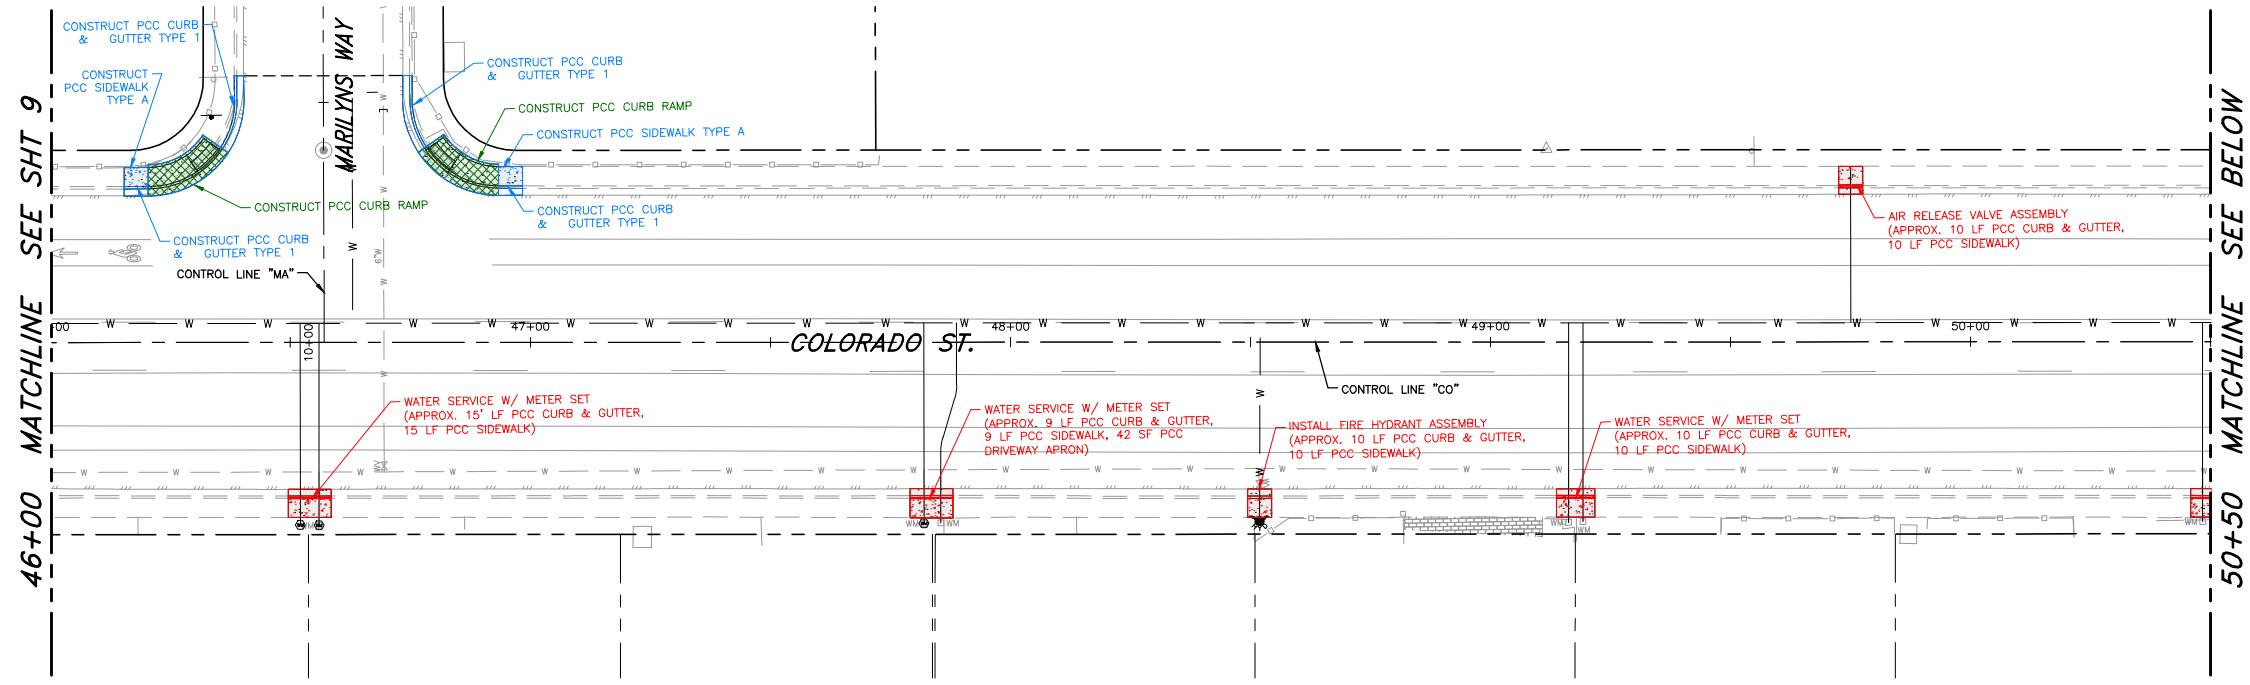 CONSTRUCT PCC CURB
& GUTTER TYPE 1
CONSTRUCT
PCC SIDEWALK
TYPE A
MARILYNS WAY
CONSTRUCT PCC CURB
& GUTTER TYPE 1
CONSTRUCT PCC CURB RAMP
CONSTRUCT PCC SIDEWALK TYPE A
CONSTRUCT PCC CURB RAMP
CONSTRUCT PCC CURB
& GUTTER TYPE 1
CONSTRUCT PCC CURB
& GUTTER TYPE 1
AIR RELEASE VALVE ASSEMBLY
(APPROX. 10 LF PCC CURB & GUTTER,
10 LF PCC SIDEWALK)
6"W
CONTROL LINE "MA"
10+00
47+00
48+00
49+00
50+00
COLORADO ST.
CONTROL LINE "CO"
WATER SERVICE W/ METER SET
(APPROX. 15' LF PCC CURB & GUTTER,
15 LF PCC SIDEWALK)
WATER SERVICE W/ METER SET
(APPROX. 9 LF PCC CURB & GUTTER,
9 LF PCC SIDEWALK, 42 SF PCC
DRIVEWAY APRON)
INSTALL FIRE HYDRANT ASSEMBLY
(APPROX. 10 LF PCC CURB & GUTTER,
10 LF PCC SIDEWALK)
WATER SERVICE W/ METER SET
(APPROX. 10 LF PCC CURB & GUTTER,
10 LF PCC SIDEWALK)
WM
WM
WM
WM
46+00 MATCHLINE SEE SHT 9
50+50 MATCHLINE SEE BELOW